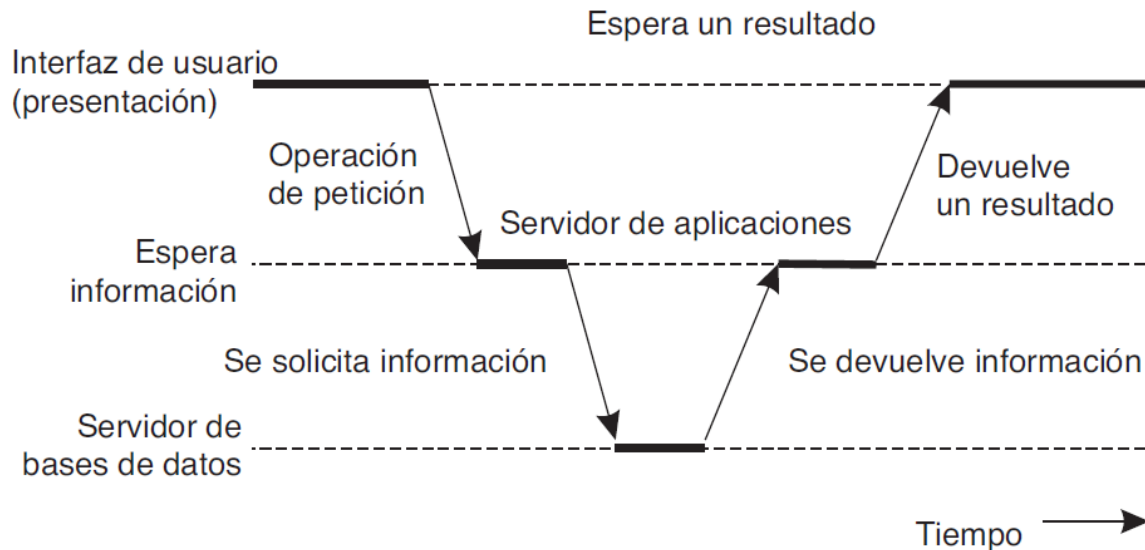 Espera un resultado
Interfaz de usuario
(presentación)
Operación
de petición
Devuelve
un resultado
Servidor de aplicaciones
Espera
información
Se solicita información
Se devuelve información
Servidor de
bases de datos
Tiempo